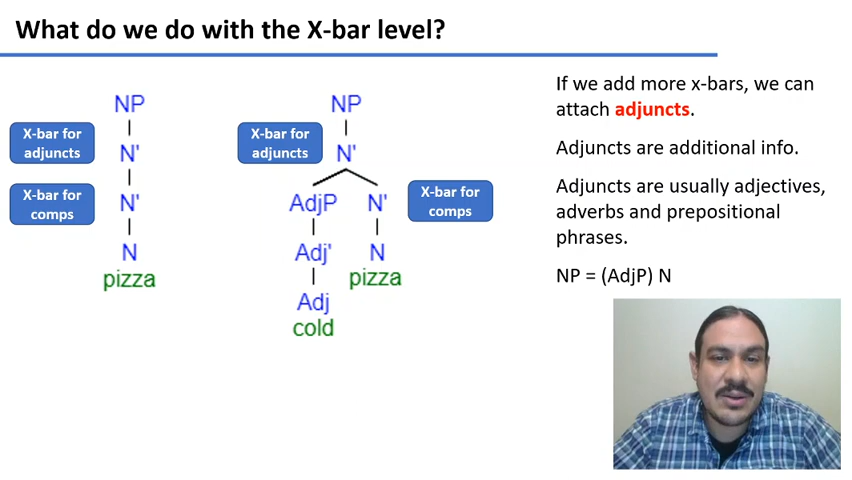 What do we do with the X-bar level?
NP
X-bar for
adjuncts
N'
X-bar for
comps
N'
N
pizza
NP
X-bar for
adjuncts
N'
AdjP N'
X-bar for
comps
Adj' N
pizza
Adj
cold
If we add more x-bars, we can
attach adjuncts.
Adjuncts are additional info.
Adjuncts are usually adjectives,
adverbs and prepositional
phrases.
NP = (AdjP) N